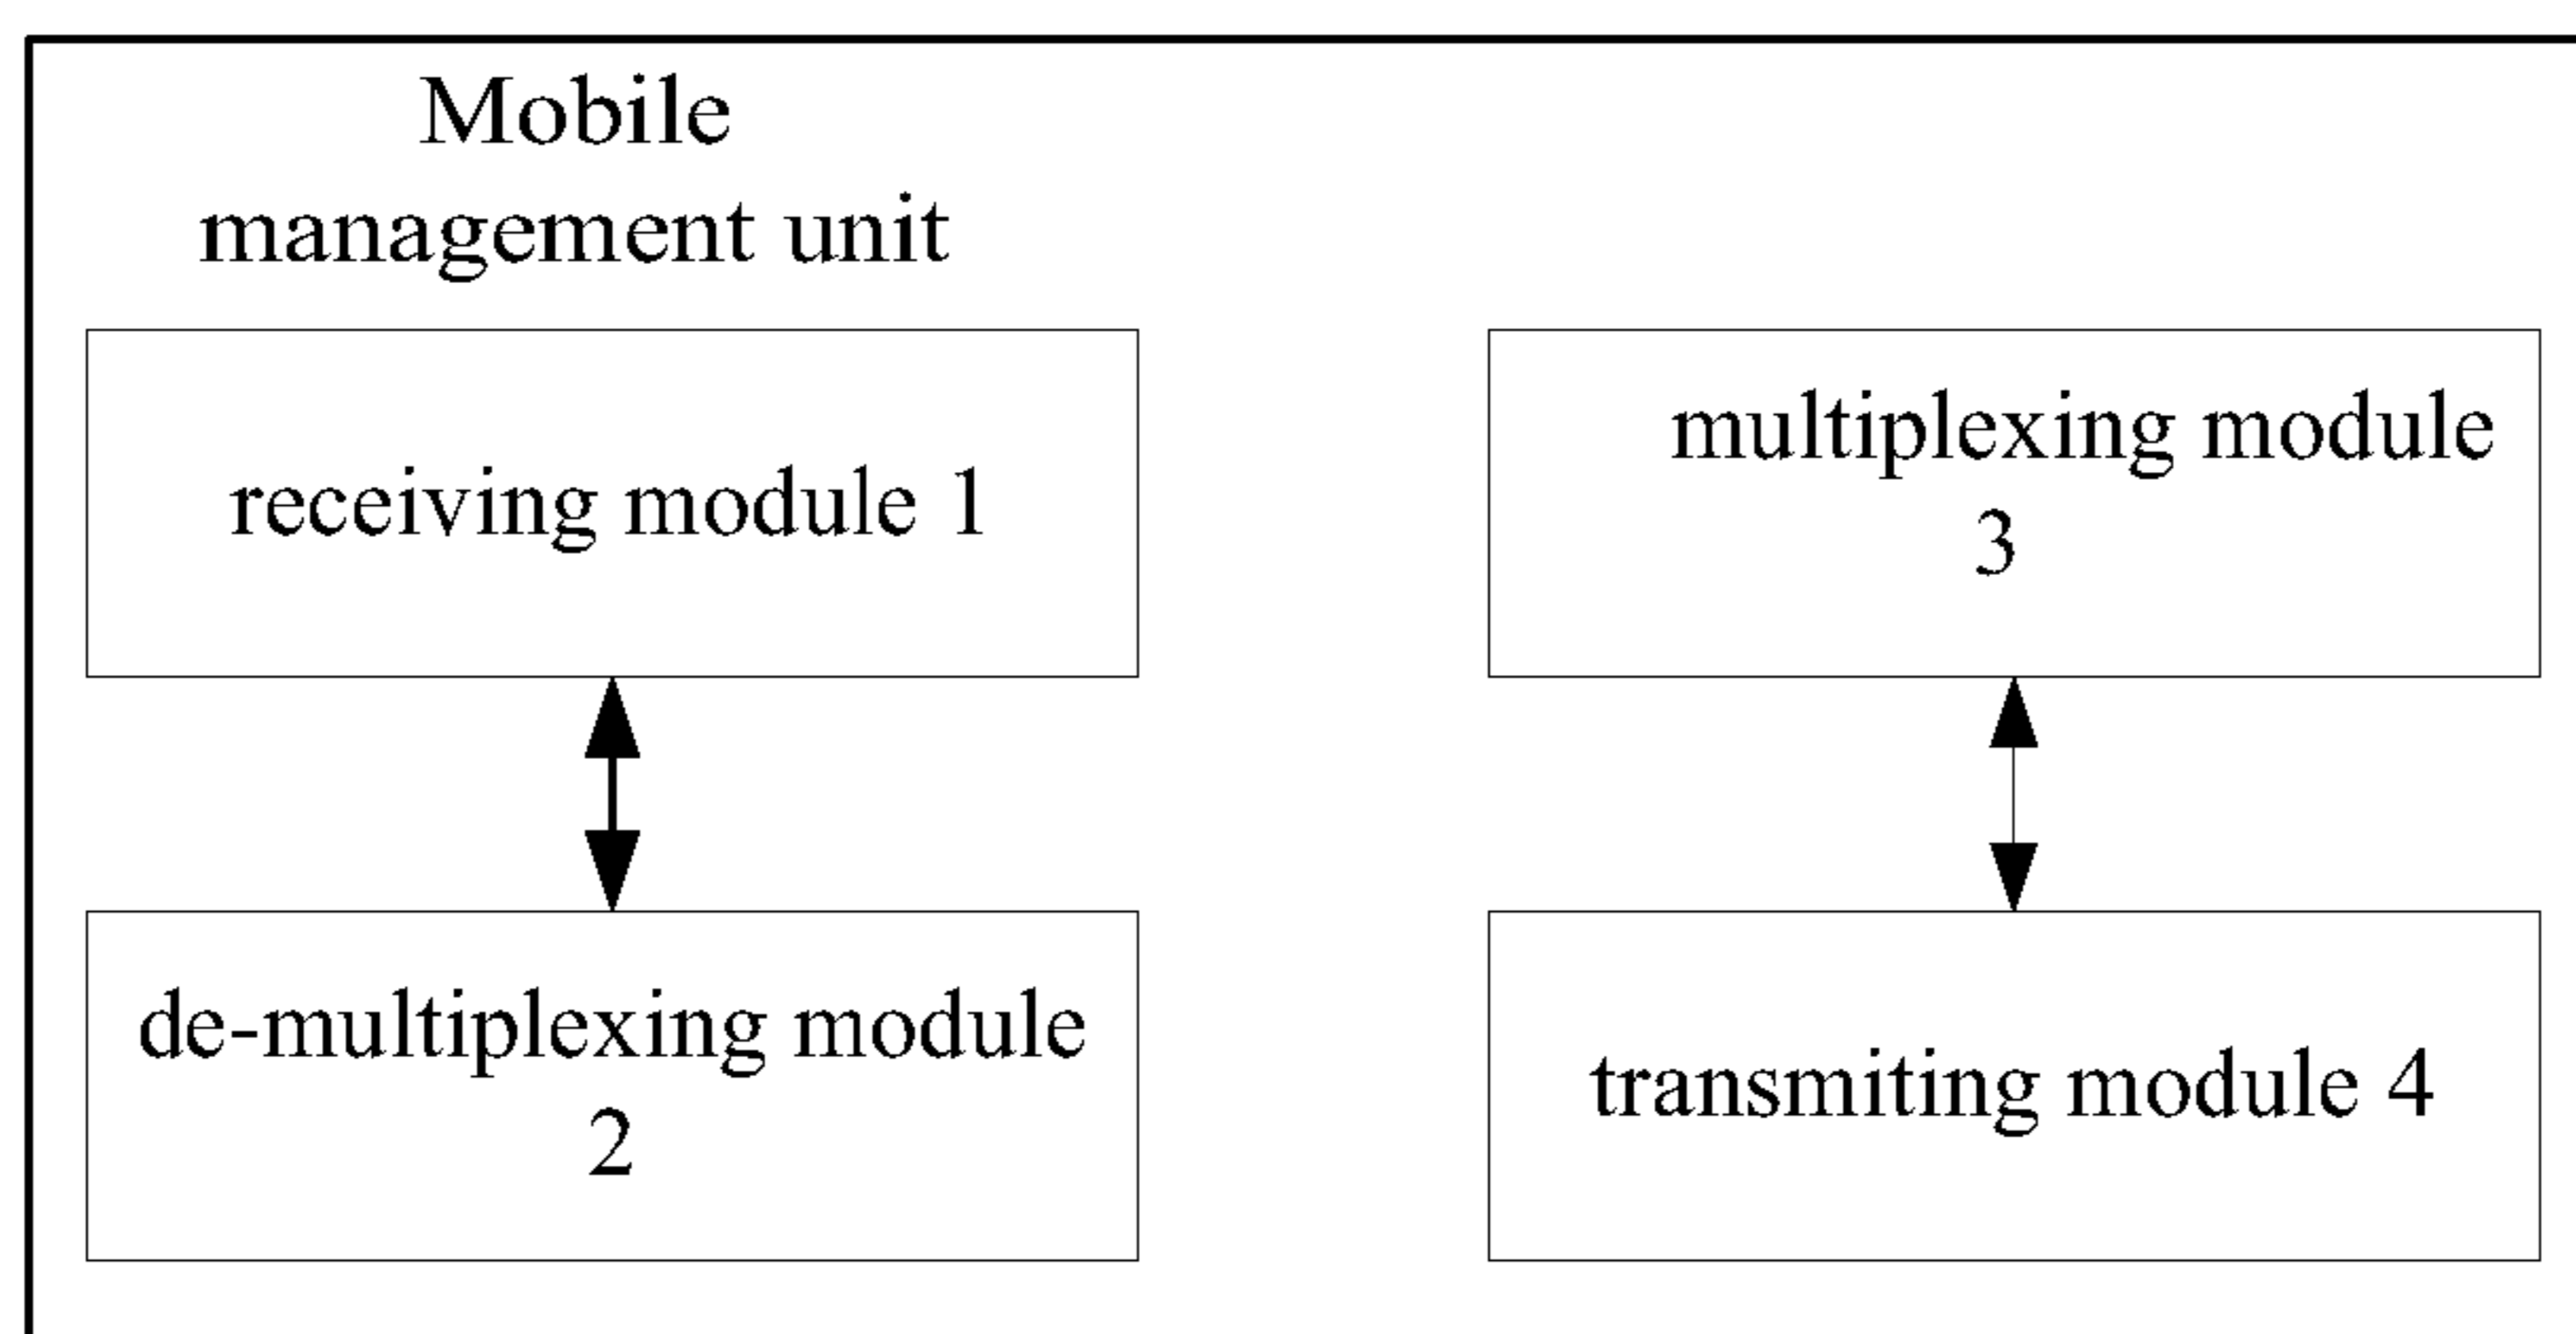 Mobile
management unit
receiving module 1
multiplexing module
3
de-multiplexing module
2
transmiting module 4